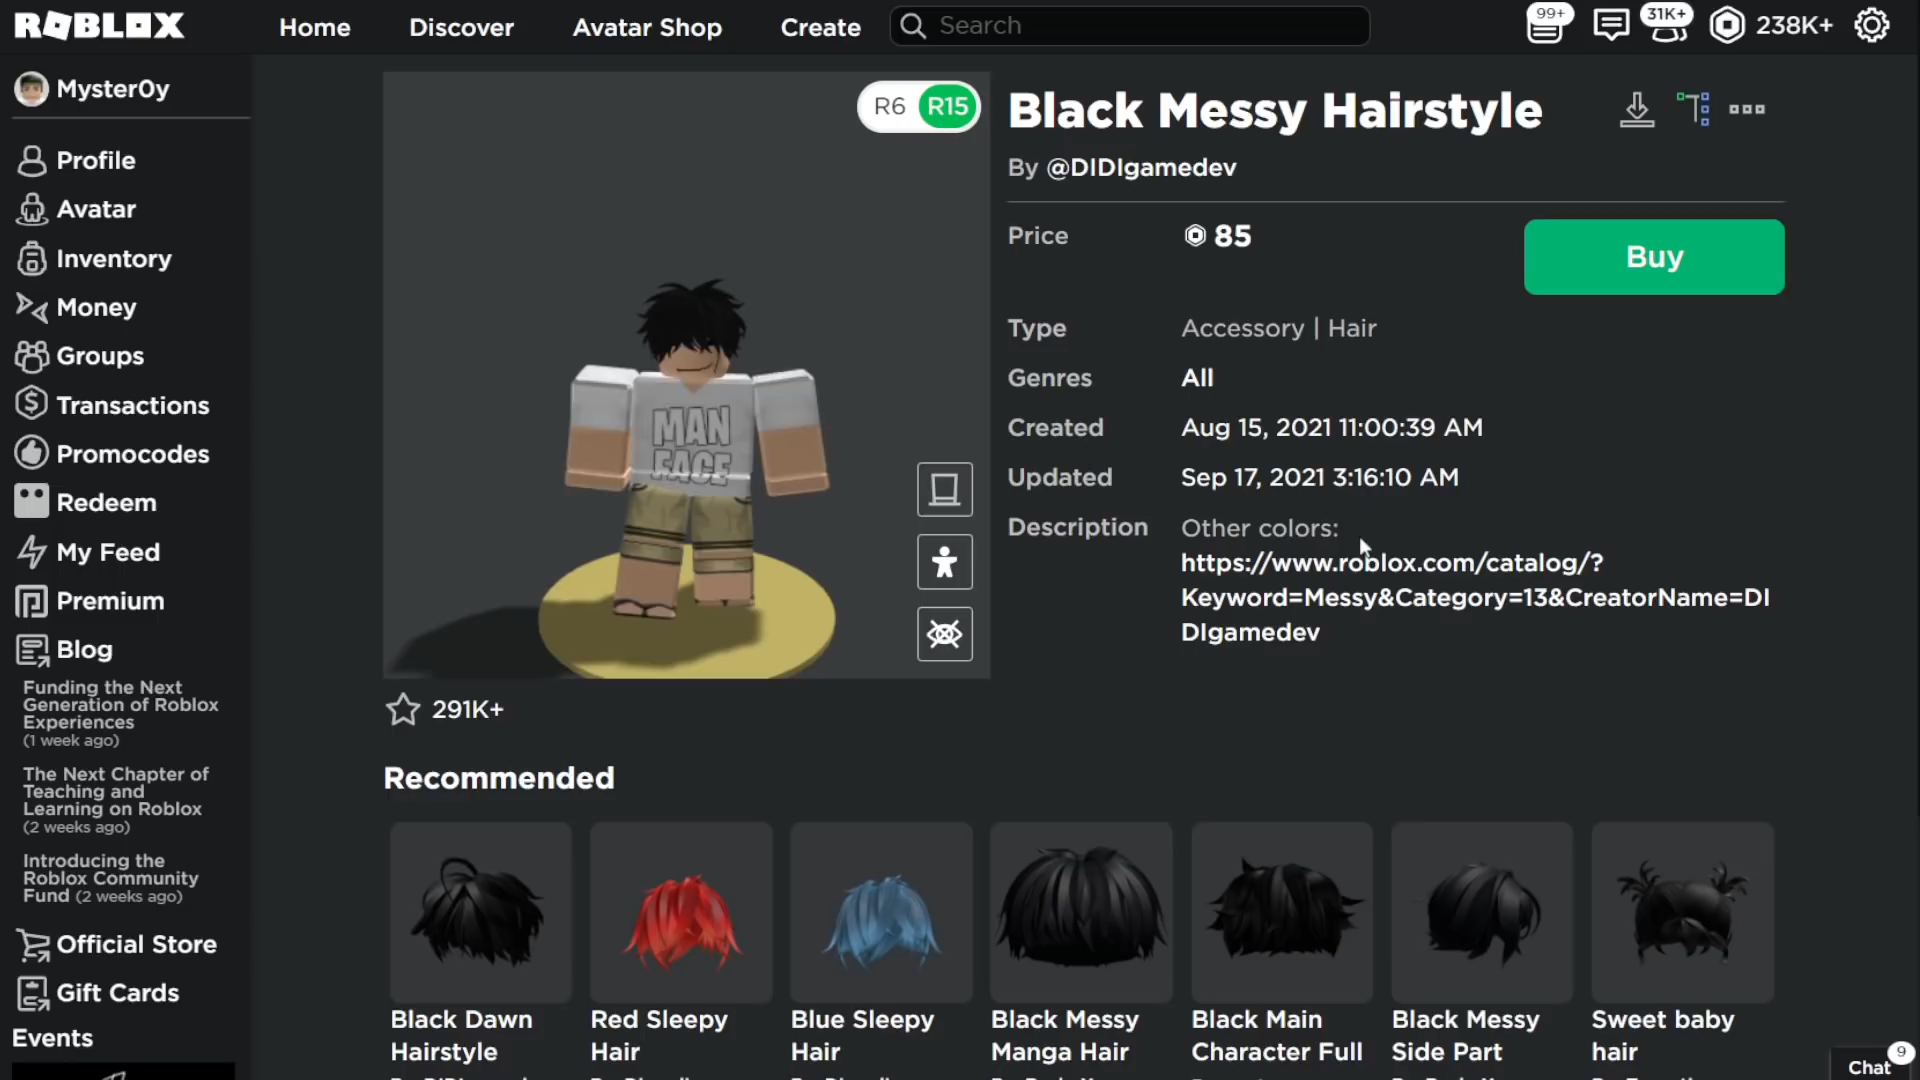 ROBLOX
Home
Discover
Avatar Shop
Create
Search
99+
31K+
238K+
Myster0y
Profile
Avatar
Inventory
Money
Groups
Transactions
Promocodes
Redeem
My Feed
Premium
Blog
Funding the Next
Generation of Roblox
Experiences
(1 week ago)
The Next Chapter of
Teaching and
Learning on Roblox
(2 weeks ago)
Introducing the
Roblox Community
Fund (2 weeks ago)
Official Store
Gift Cards
Events
R6 R15
MAN
FACE
291K+
Black Messy Hairstyle
By @DIDIgamedev
Price 85
Buy
Type Accessory | Hair
Genres All
Created Aug 15, 2021 11:00:39 AM
Updated Sep 17, 2021 3:16:10 AM
Description Other colors:
https://www.roblox.com/catalog/?
Keyword=Messy&Category=13&CreatorName=DI
DIgamedev
Recommended
Black Dawn
Hairstyle
Red Sleepy
Hair
Blue Sleepy
Hair
Black Messy
Manga Hair
Black Main
Character Full
Black Messy
Side Part
Sweet baby
hair
Chat 9